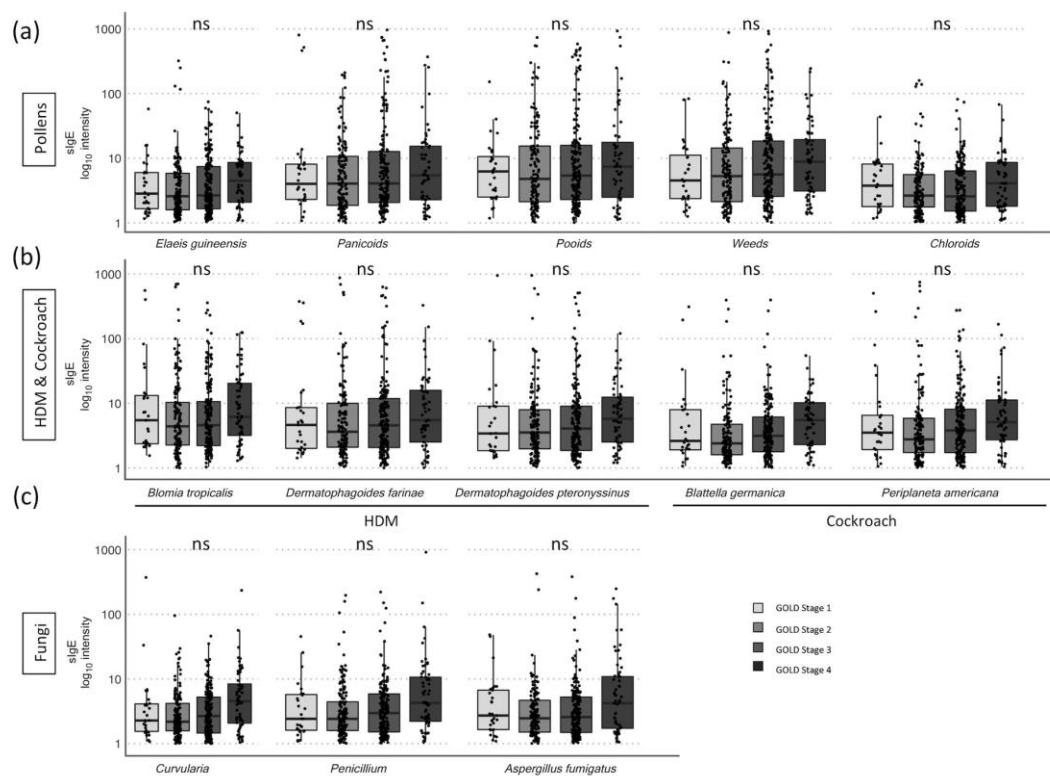 (a)
ns ns ns ns ns
Pollens
sIgE
log10 intensity
1000
100
10
1
Elaeis guineensis Panicoids Pooids Weeds Chloroids
(b)
ns ns ns ns ns
HDM & Cockroach
sIgE
log10 intensity
1000
100
10
1
Blomia tropicalis Dermatophagoides farinae Dermatophagoides pteronyssinus Blattella germanica Periplaneta americana
HDM Cockroach
(c)
ns ns ns
Fungi
sIgE
log10 intensity
1000
100
10
1
Curvularia Penicillium Aspergillus fumigatus
GOLD Stage 1
GOLD Stage 2
GOLD Stage 3
GOLD Stage 4